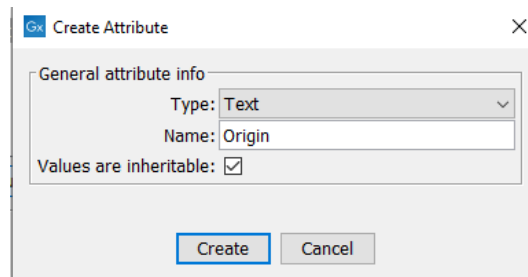 Gx Create Attribute
General attribute info
Type: Text
Name: Origin
Values are inheritable:
Create Cancel